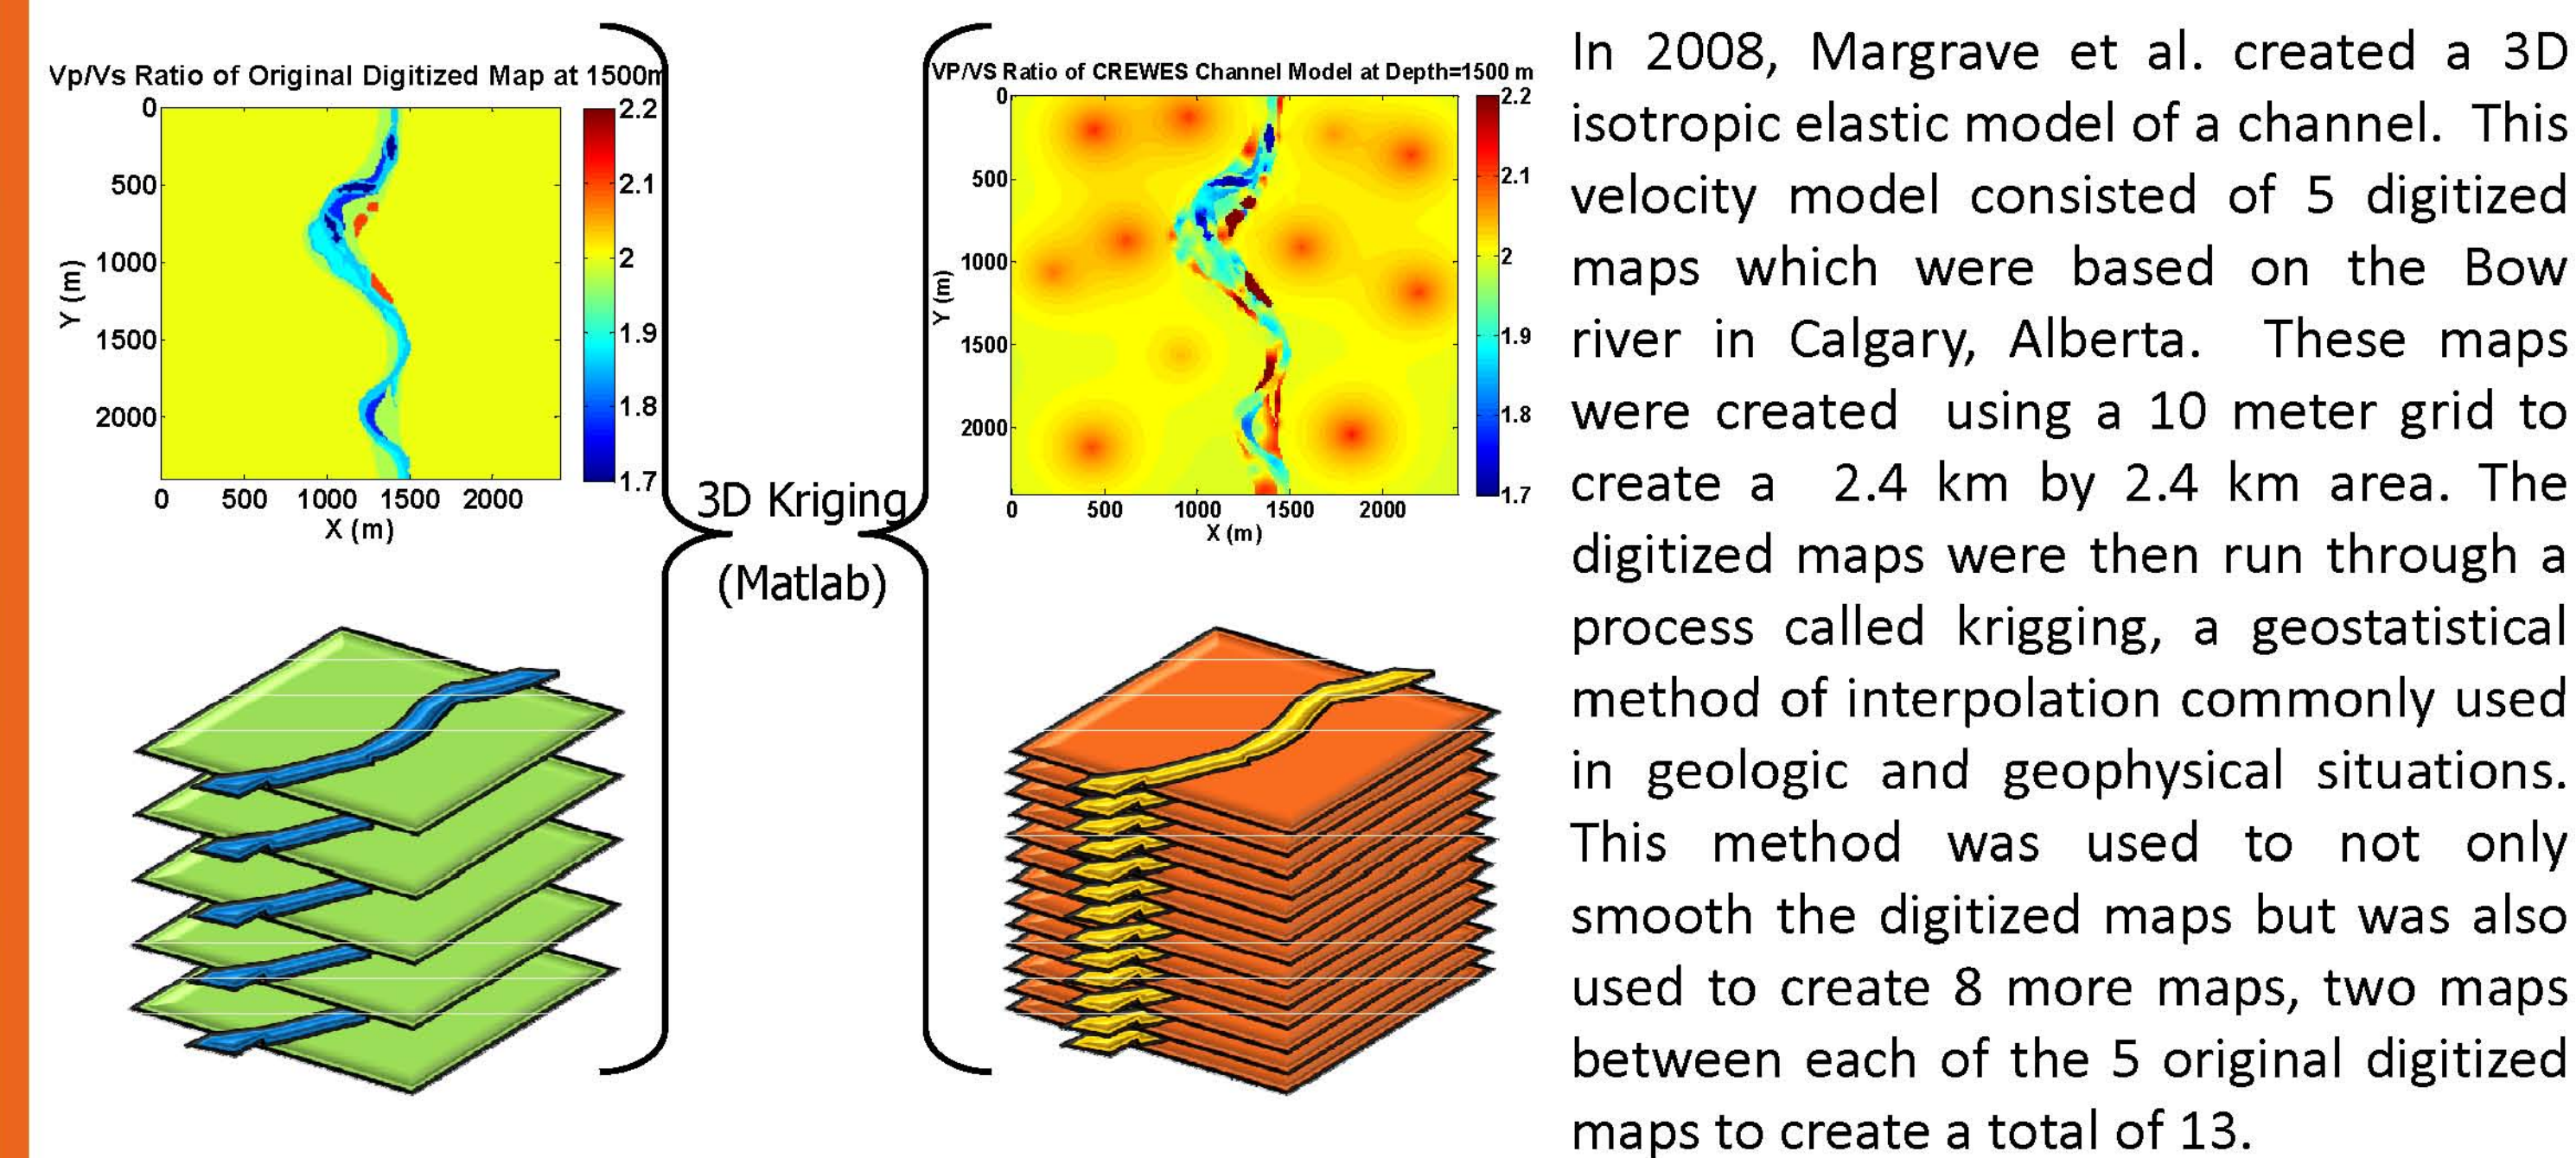 Vp/Vs Ratio of Original Digitized Map at 1500m
0
500
1000
1500
2000
Y (m)
0 500 1000 1500 2000
X (m)
2.2
2.1
2
1.9
1.8
1.7
3D Kriging
(Matlab)
VP/VS Ratio of CREWES Channel Model at Depth=1500 m
0
500
1000
1500
2000
Y (m)
0 500 1000 1500 2000
X (m)
2.2
2.1
2
1.9
1.8
1.7
In 2008, Margrave et al. created a 3D
isotropic elastic model of a channel. This
velocity model consisted of 5 digitized
maps which were based on the Bow
river in Calgary, Alberta. These maps
were created using a 10 meter grid to
create a 2.4 km by 2.4 km area. The
digitized maps were then run through a
process called krigging, a geostatistical
method of interpolation commonly used
in geologic and geophysical situations.
This method was used to not only
smooth the digitized maps but was also
used to create 8 more maps, two maps
between each of the 5 original digitized
maps to create a total of 13.